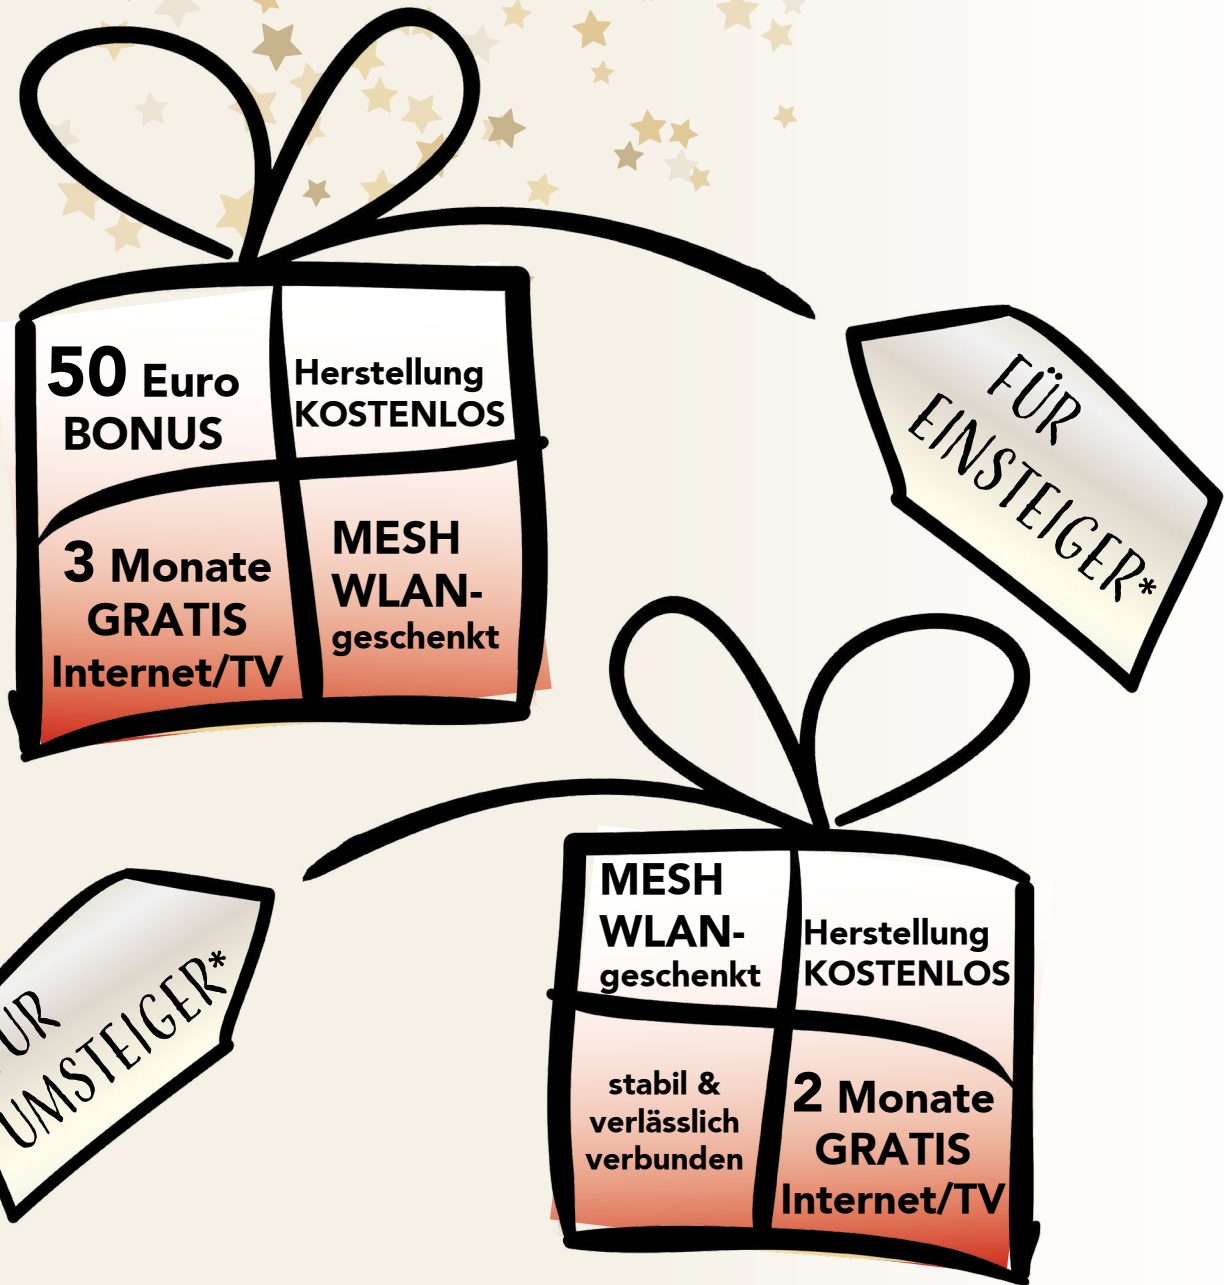 50 Euro
BONUS
Herstellung
KOSTENLOS
3 Monate
GRATIS
Internet/TV
MESH
WLAN-
geschenkt
FÜR
EINSTEIGER*
MESH
WLAN-
geschenkt
Herstellung
KOSTENLOS
stabil &
verlässlich
verbunden
2 Monate
GRATIS
Internet/TV
UMSTEIGER*